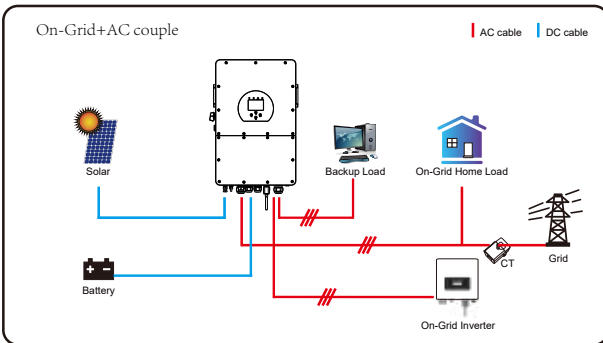 On-Grid+AC couple
AC cable
DC cable
Solar
Backup Load
On-Grid Home Load
CT
Grid
Battery
On-Grid Inverter